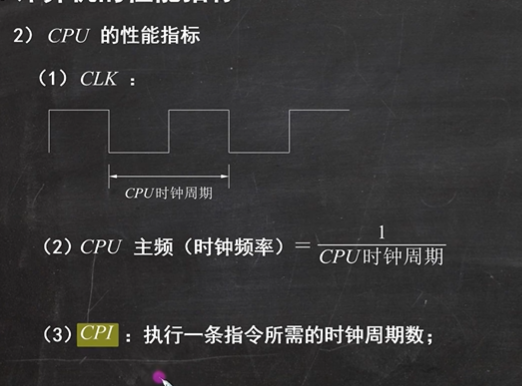 2) CPU 的性能指标
(1) CLK :
CPU时钟周期
(2) CPU 主频(时钟频率) = 1 / CPU时钟周期
(3) CPI : 执行一条指令所需的时钟周期数;